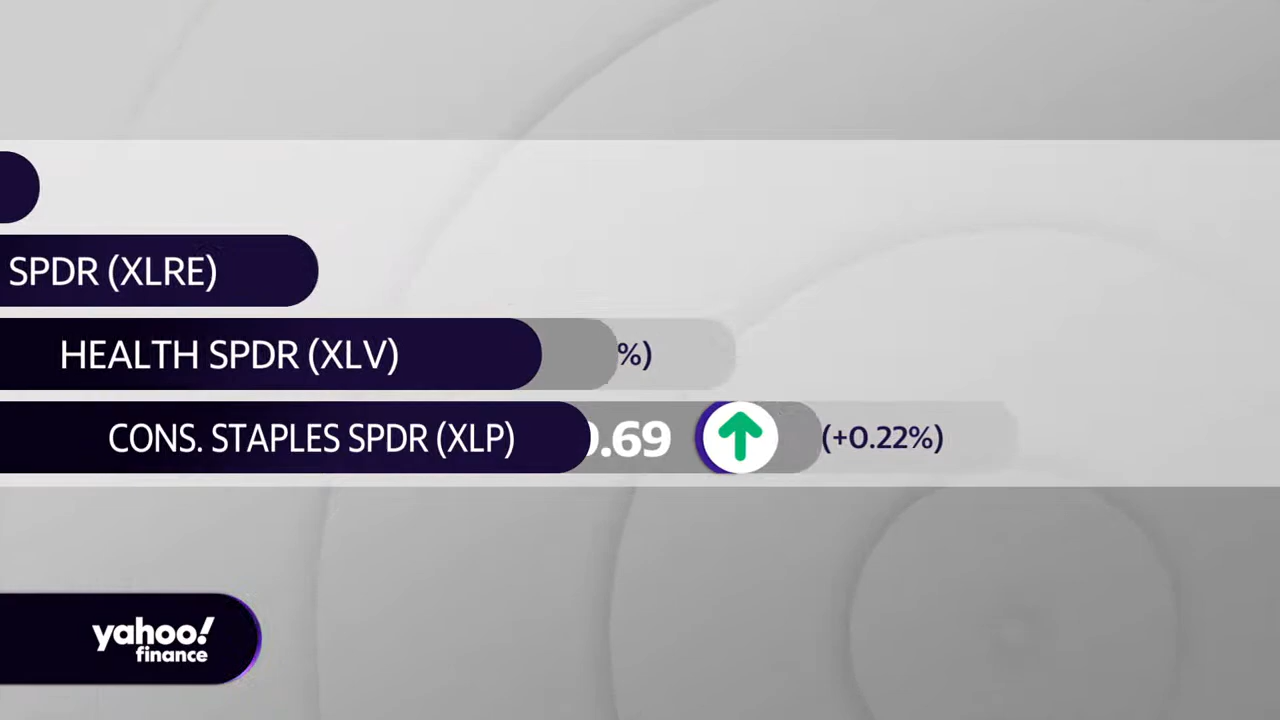 SPDR (XLRE)
HEALTH SPDR (XLV) %)
CONS. STAPLES SPDR (XLP) .69 (+0.22%)
yahoo!
finance